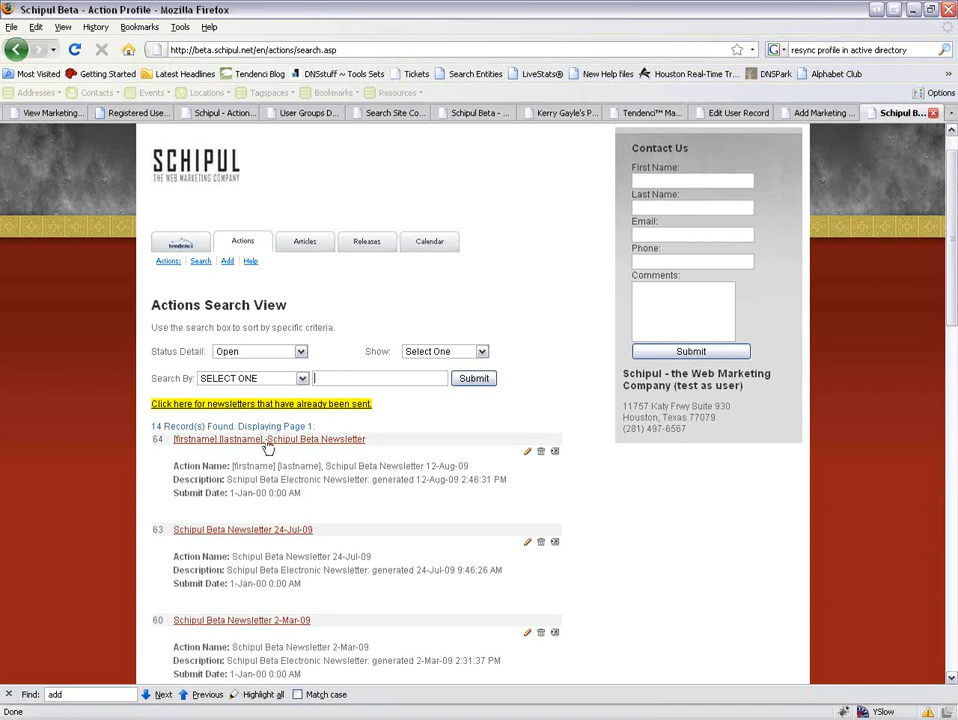 Schipul Beta - Action Profile - Mozilla Firefox
File Edit View History Bookmarks Tools Help
http://beta.schipul.net/en/actions/search.asp
resync profile in active directory
Most Visited Getting Started Latest Headlines Tendenci Blog DNSstuff ~ Tools Sets Tickets Search Entities LiveStats® New Help files Houston Real-Time Tr... DNSPark Alphabet Club
Addresses Contacts Events Locations Tagspaces Bookmarks Resources Options
View Marketing... Registered Use... Schipul - Action... User Groups D... Search Site Co... Schipul Beta - ... Kerry Gayle's P... Tendenci™ Ma... Edit User Record Add Marketing ... Schipul B...
SCHIPUL
THE WEB MARKETING COMPANY
tendenci Actions Articles Releases Calendar
Actions: Search Add Help
Actions Search View
Use the search box to sort by specific criteria.
Status Detail: Open Show: Select One
Search By: SELECT ONE Submit
Click here for newsletters that have already been sent.
14 Record(s) Found. Displaying Page 1:
64 [firstname] [lastname], Schipul Beta Newsletter
Action Name: [firstname] [lastname], Schipul Beta Newsletter 12-Aug-09
Description: Schipul Beta Electronic Newsletter: generated 12-Aug-09 2:46:31 PM
Submit Date: 1-Jan-00 0:00 AM
63 Schipul Beta Newsletter 24-Jul-09
Action Name: Schipul Beta Newsletter 24-Jul-09
Description: Schipul Beta Electronic Newsletter: generated 24-Jul-09 9:46:26 AM
Submit Date: 1-Jan-00 0:00 AM
60 Schipul Beta Newsletter 2-Mar-09
Action Name: Schipul Beta Newsletter 2-Mar-09
Description: Schipul Beta Electronic Newsletter: generated 2-Mar-09 2:31:37 PM
Submit Date: 1-Jan-00 0:00 AM
Contact Us
First Name:
Last Name:
Email:
Phone:
Comments:
Submit
Schipul - the Web Marketing
Company (test as user)
11757 Katy Frwy Suite 930
Houston, Texas 77079
(281) 497-6567
Find: add Next Previous Highlight all Match case
Done YSlow